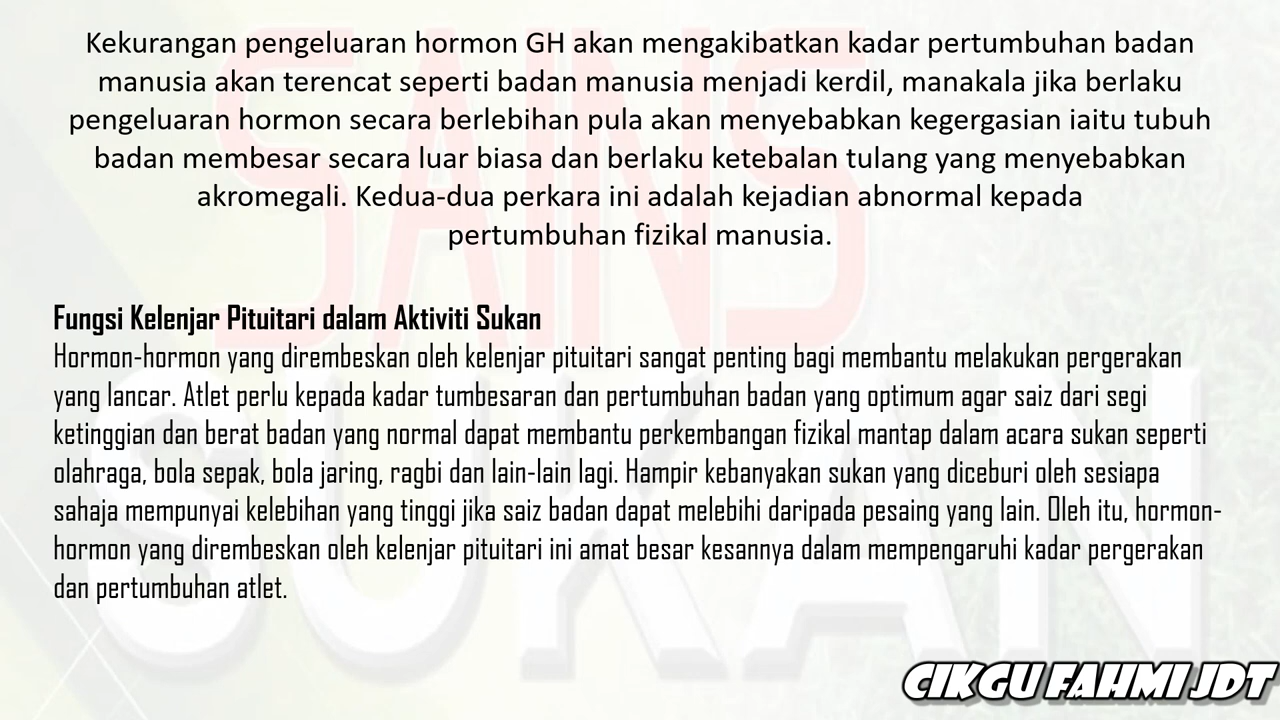 Kekurangan pengeluaran hormon GH akan mengakibatkan kadar pertumbuhan badan
manusia akan terencat seperti badan manusia menjadi kerdil, manakala jika berlaku
pengeluaran hormon secara berlebihan pula akan menyebabkan kegergasian iaitu tubuh
badan membesar secara luar biasa dan berlaku ketebalan tulang yang menyebabkan
akromegali. Kedua-dua perkara ini adalah kejadian abnormal kepada
pertumbuhan fizikal manusia.
Fungsi Kelenjar Pituitari dalam Aktiviti Sukan
Hormon-hormon yang dirembeskan oleh kelenjar pituitari sangat penting bagi membantu melakukan pergerakan
yang lancar. Atlet perlu kepada kadar tumbesaran dan pertumbuhan badan yang optimum agar saiz dari segi
ketinggian dan berat badan yang normal dapat membantu perkembangan fizikal mantap dalam acara sukan seperti
olahraga, bola sepak, bola jaring, ragbi dan lain-lain lagi. Hampir kebanyakan sukan yang diceburi oleh sesiapa
sahaja mempunyai kelebihan yang tinggi jika saiz badan dapat melebihi daripada pesaing yang lain. Oleh itu, hormon-
hormon yang dirembeskan oleh kelenjar pituitari ini amat besar kesannya dalam mempengaruhi kadar pergerakan
dan pertumbuhan atlet.
SAINS
SUKAN
CIKGU FAHMI JDT